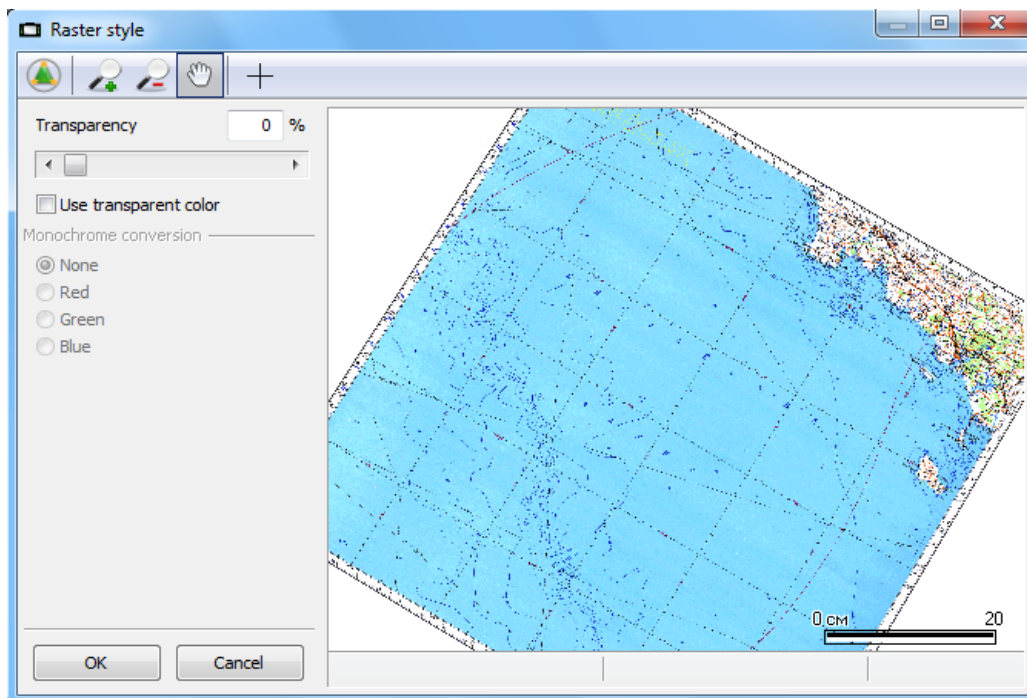 Raster style
Transparency 0 %
Use transparent color
Monochrome conversion
None
Red
Green
Blue
0 см 20
OK Cancel